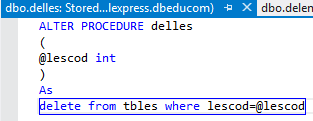 dbo.delles: Stored...lexpress.dbeducom)
dbo.delen
ALTER PROCEDURE delles
(
@lescod int
)
As
delete from tbles where lescod=@lescod